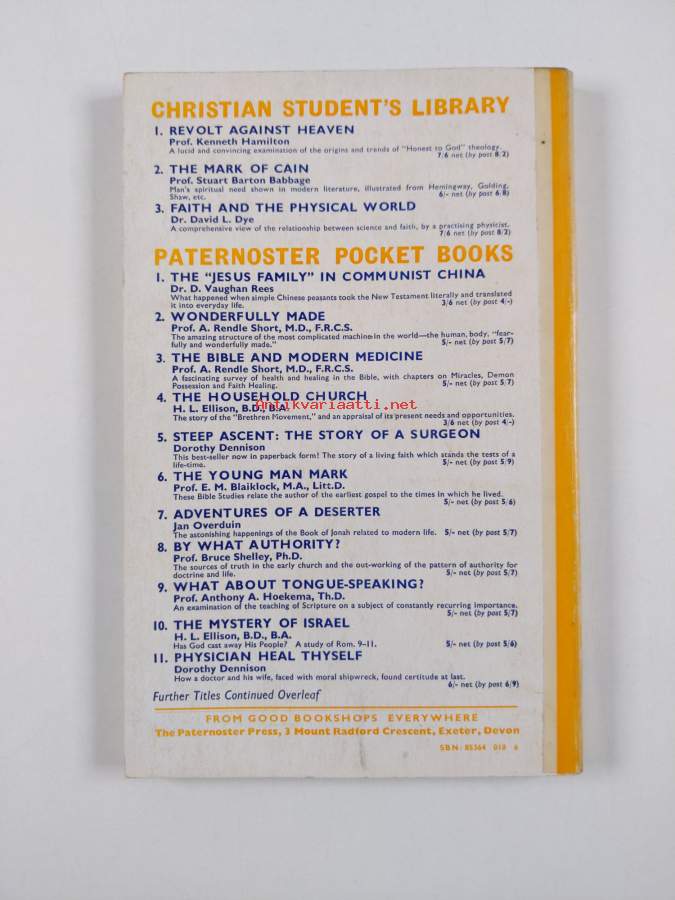 CHRISTIAN STUDENT'S LIBRARY
1. REVOLT AGAINST HEAVEN
Prof. Kenneth Hamilton
A lucid and convincing examination of the origins and trends of "Honest to God" theology.
7/6 net (by post 8/2)
2. THE MARK OF CAIN
Prof. Stuart Barton Babbage
Man's spiritual need shown in modern literature, illustrated from Hemingway, Golding,
Shaw, etc. 6/- net (by post 6/8)
3. FAITH AND THE PHYSICAL WORLD
Dr. David L. Dye
A comprehensive view of the relationship between science and faith, by a practising physicist.
7/6 net (by post 8/2)
PATERNOSTER POCKET BOOKS
1. THE "JESUS FAMILY" IN COMMUNIST CHINA
Dr. D. Vaughan Rees
What happened when simple Chinese peasants took the New Testament literally and translated
it into everyday life. 3/6 net (by post 4/-)
2. WONDERFULLY MADE
Prof. A. Rendle Short, M.D., F.R.C.S.
The amazing structure of the most complicated machine in the world—the human, body, "fear-
fully and wonderfully made." 5/- net (by post 5/7)
3. THE BIBLE AND MODERN MEDICINE
Prof. A. Rendle Short, M.D., F.R.C.S.
A fascinating survey of health and healing in the Bible, with chapters on Miracles, Demon
Possession and Faith Healing. 5/- net (by post 5/7)
4. THE HOUSEHOLD CHURCH
H. L. Ellison, B.D., B.A.
Antikvariaatti.net
The story of the "Brethren Movement," and an appraisal of its present needs and opportunities.
3/6 net (by post 4/-)
5. STEEP ASCENT: THE STORY OF A SURGEON
Dorothy Dennison
This best-seller now in paperback form! The story of a living faith which stands the tests of a
life-time. 5/- net (by post 5/9)
6. THE YOUNG MAN MARK
Prof. E. M. Blaiklock, M.A., Litt.D.
These Bible Studies relate the author of the earliest gospel to the times in which he lived.
5/- net (by post 5/6)
7. ADVENTURES OF A DESERTER
Jan Overduin
The astonishing happenings of the Book of Jonah related to modern life. 5/- net (by post 5/7)
8. BY WHAT AUTHORITY?
Prof. Bruce Shelley, Ph.D.
The sources of truth in the early church and the out-working of the pattern of authority for
doctrine and life. 5/- net (by post 5/7)
9. WHAT ABOUT TONGUE-SPEAKING?
Prof. Anthony A. Hoekema, Th.D.
An examination of the teaching of Scripture on a subject of constantly recurring importance.
5/- net (by post 5/7)
10. THE MYSTERY OF ISRAEL
H. L. Ellison, B.D., B.A.
Has God cast away His People? A study of Rom. 9-11. 5/- net (by post 5/6)
11. PHYSICIAN HEAL THYSELF
Dorothy Dennison
How a doctor and his wife, faced with moral shipwreck, found certitude at last.
6/- net (by post 6/9)
Further Titles Continued Overleaf
FROM GOOD BOOKSHOPS EVERYWHERE
The Paternoster Press, 3 Mount Radford Crescent, Exeter, Devon
SBN: 85364 018 6